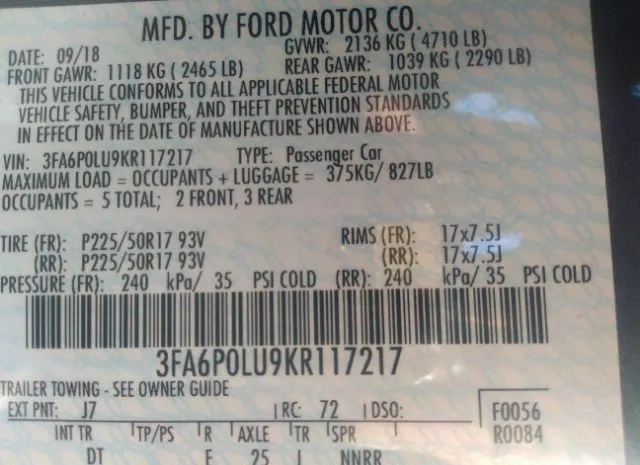 MFD. BY FORD MOTOR CO.
DATE: 09/18 GVWR: 2136 KG ( 4710 LB)
FRONT GAWR: 1118 KG ( 2465 LB) REAR GAWR: 1039 KG ( 2290 LB)
THIS VEHICLE CONFORMS TO ALL APPLICABLE FEDERAL MOTOR
VEHICLE SAFETY, BUMPER, AND THEFT PREVENTION STANDARDS
IN EFFECT ON THE DATE OF MANUFACTURE SHOWN ABOVE.
VIN: 3FA6P0LU9KR117217 TYPE: Passenger Car
MAXIMUM LOAD = OCCUPANTS + LUGGAGE = 375KG/ 827LB
OCCUPANTS = 5 TOTAL; 2 FRONT, 3 REAR
TIRE (FR): P225/50R17 93V RIMS (FR): 17x7.5J
(RR): P225/50R17 93V (RR): 17x7.5J
PRESSURE (FR): 240 kPa/ 35 PSI COLD (RR): 240 kPa/ 35 PSI COLD
3FA6P0LU9KR117217
TRAILER TOWING - SEE OWNER GUIDE
EXT PNT: J7 RC: 72 DSO: F0056
INT TR TP/PS R AXLE TR SPR R0084
DT 25 NNRR